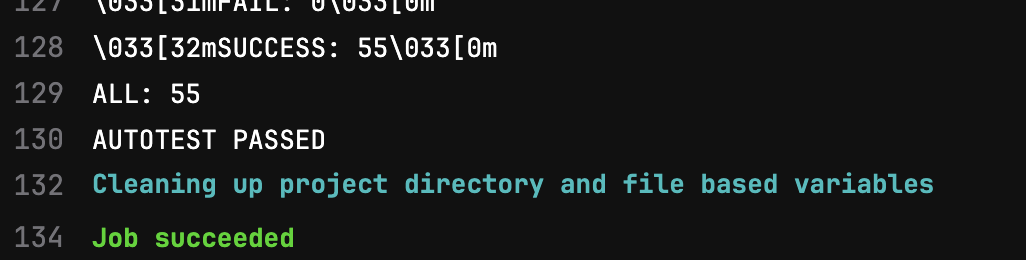 127 \033[31mFAIL: 0\033[0m
128 \033[32mSUCCESS: 55\033[0m
129 ALL: 55
130 AUTOTEST PASSED
132 Cleaning up project directory and file based variables
134 Job succeeded